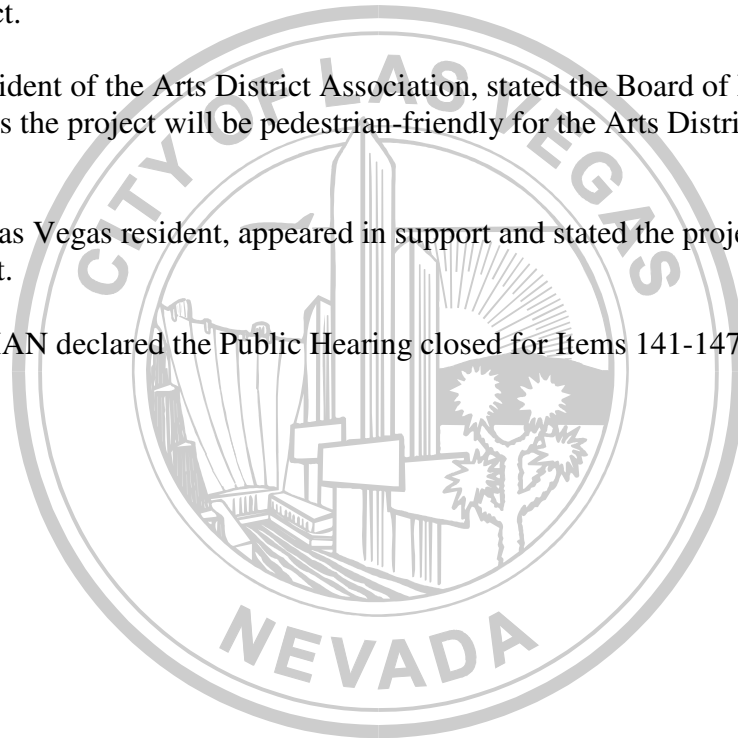 ct.
ident of the Arts District Association, stated the Board of
s the project will be pedestrian-friendly for the Arts Distri
as Vegas resident, appeared in support and stated the proje
t.
AN declared the Public Hearing closed for Items 141-147
CITY OF LAS VEGAS
NEVADA